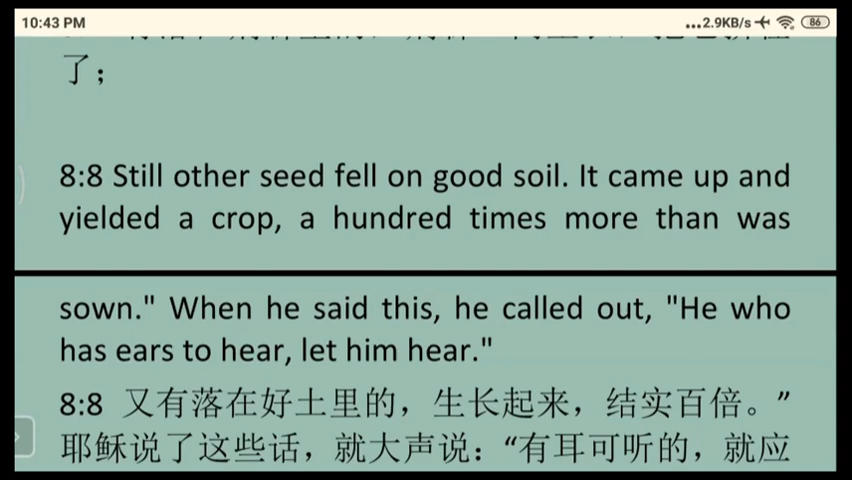 10:43 PM
...2.9KB/s
86
了；
8:8 Still other seed fell on good soil. It came up and
yielded a crop, a hundred times more than was
sown." When he said this, he called out, "He who
has ears to hear, let him hear."
8:8 又有落在好土里的，生长起来，结实百倍。”
耶稣说了这些话，就大声说：“有耳可听的，就应